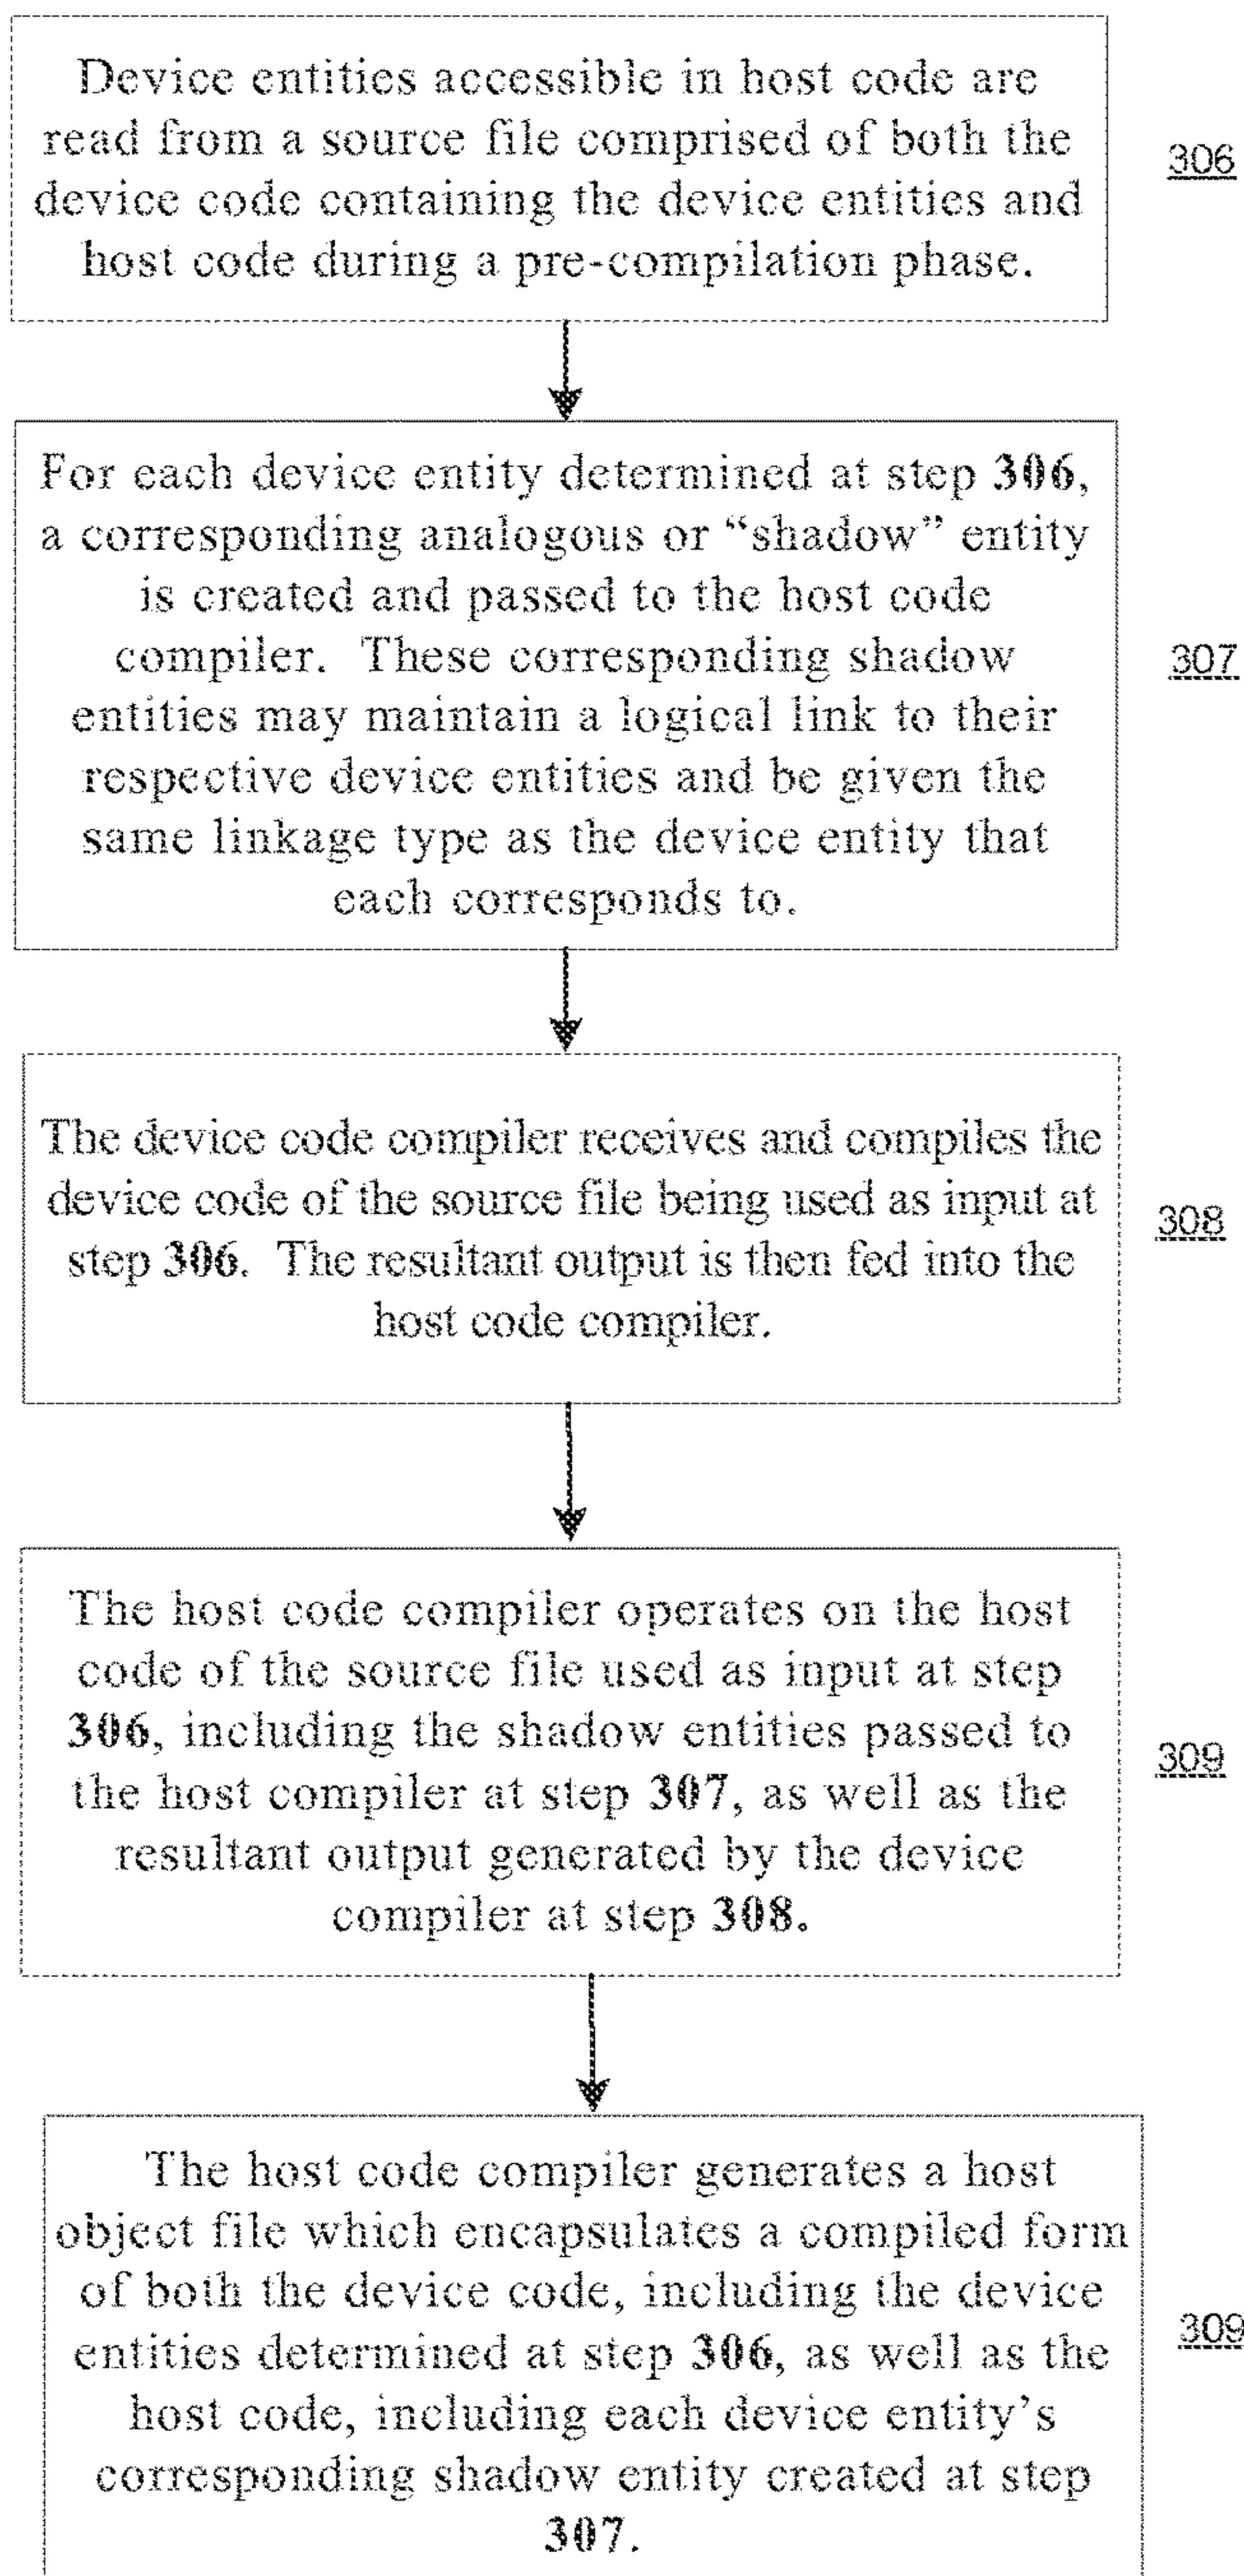 Device entities accessible in host code are
read from a source file comprised of both the
device code containing the device entities and
host code during a pre-compilation phase.
306
For each device entity determined at step 306,
a corresponding analogous or “shadow” entity
is created and passed to the host code
compiler. These corresponding shadow
entities may maintain a logical link to their
respective device entities and be given the
same linkage type as the device entity that
each corresponds to.
307
The device code compiler receives and compiles the
device code of the source file being used as input at
step 306. The resultant output is then fed into the
host code compiler.
308
The host code compiler operates on the host
code of the source file used as input at step
306, including the shadow entities passed to
the host compiler at step 307, as well as the
resultant output generated by the device
compiler at step 308.
309
The host code compiler generates a host
object file which encapsulates a compiled form
of both the device code, including the device
entities determined at step 306, as well as the
host code, including each device entity’s
corresponding shadow entity created at step
307.
309